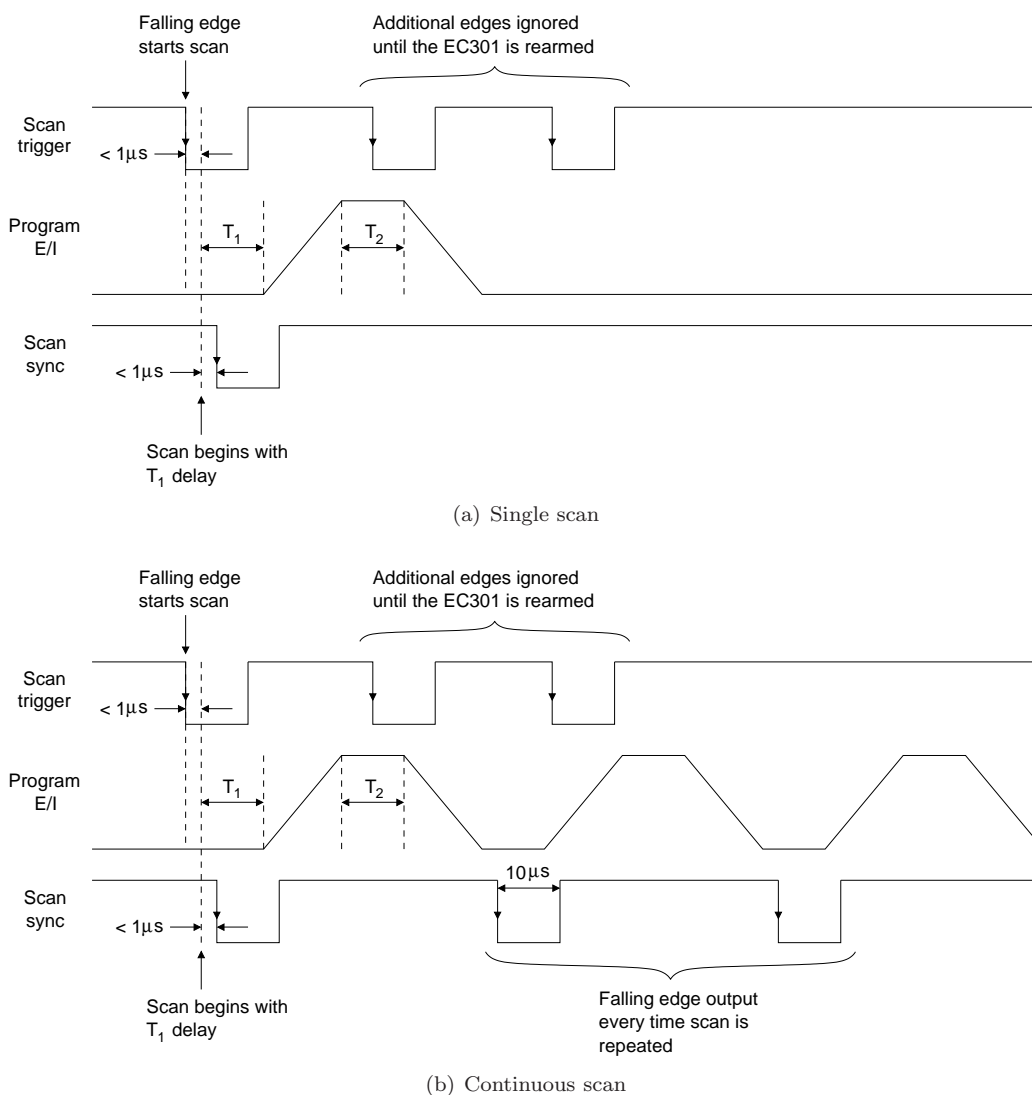 Falling edge
starts scan
Additional edges ignored
until the EC301 is rearmed
Scan
trigger
< 1μs
Program
E/I
T1
T2
Scan
sync
< 1μs
Scan begins with
T1 delay
(a) Single scan
Falling edge
starts scan
Additional edges ignored
until the EC301 is rearmed
Scan
trigger
< 1μs
Program
E/I
T1
T2
10μs
Scan
sync
< 1μs
Scan begins with
T1 delay
Falling edge output
every time scan is
repeated
(b) Continuous scan